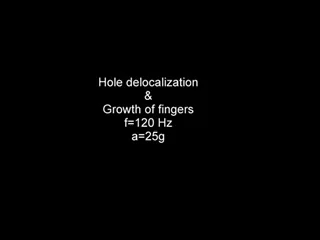 Hole delocalization
&
Growth of fingers
f=120 Hz
a=25g